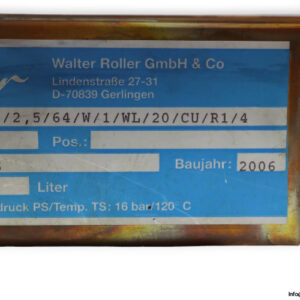 Walter Roller GmbH & Co
Lindenstraße 27-31
D-70839 Gerlingen
/2,5/64/W/1/WL/20/CU/R1/4
Pos.:
Baujahr: 2006
Liter
druck PS/Temp. TS: 16 bar/120 C